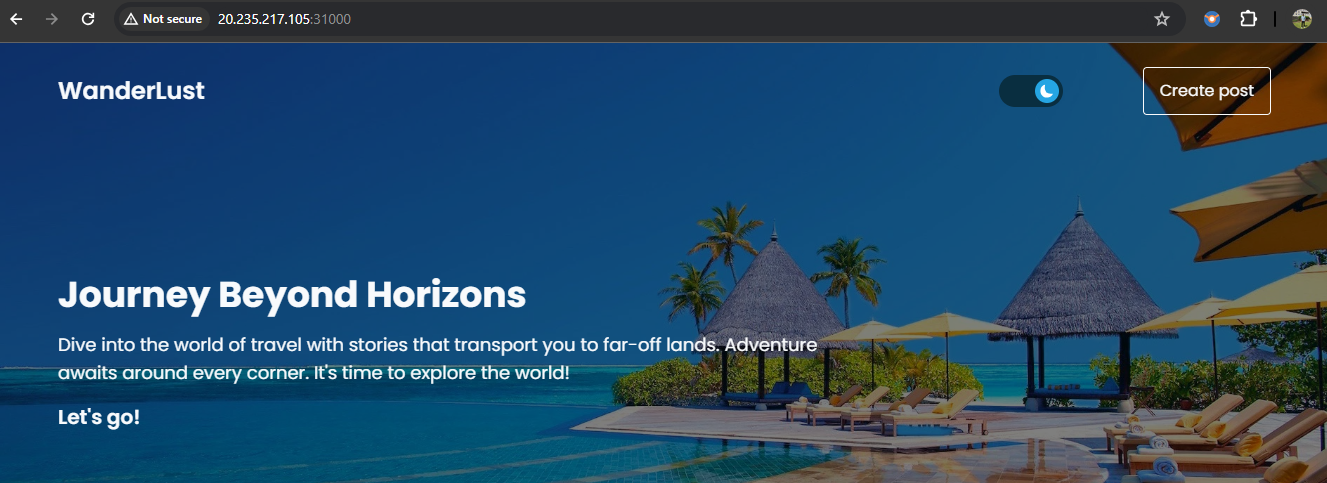 Not secure 20.235.217.105:31000
WanderLust
Create post
Journey Beyond Horizons
Dive into the world of travel with stories that transport you to far-off lands. Adventure
awaits around every corner. It's time to explore the world!
Let's go!